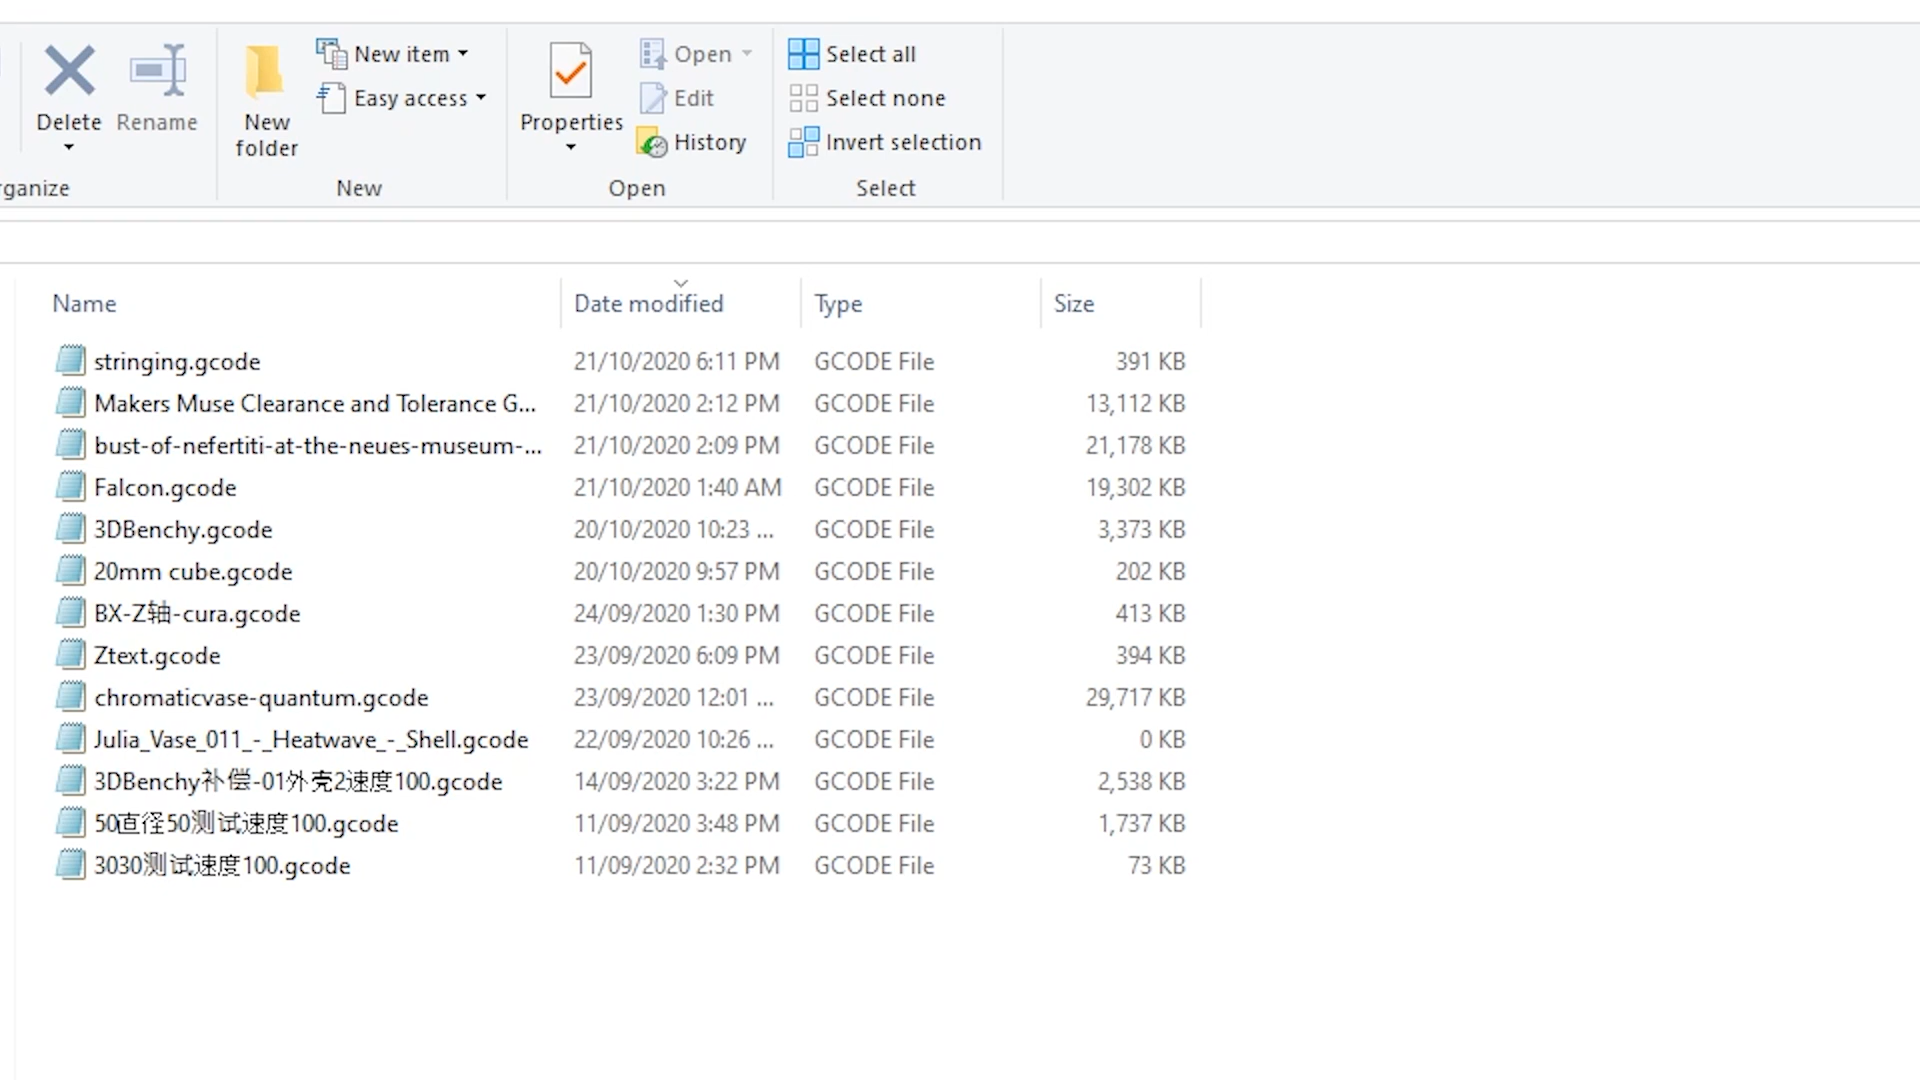 Delete
Rename
New folder
New item
Easy access
Properties
Open
Edit
History
Select all
Select none
Invert selection
rganize
New
Open
Select
Name Date modified Type Size
stringing.gcode 21/10/2020 6:11 PM GCODE File 391 KB
Makers Muse Clearance and Tolerance G... 21/10/2020 2:12 PM GCODE File 13,112 KB
bust-of-nefertiti-at-the-neues-museum-... 21/10/2020 2:09 PM GCODE File 21,178 KB
Falcon.gcode 21/10/2020 1:40 AM GCODE File 19,302 KB
3DBenchy.gcode 20/10/2020 10:23 ... GCODE File 3,373 KB
20mm cube.gcode 20/10/2020 9:57 PM GCODE File 202 KB
BX-Z轴-cura.gcode 24/09/2020 1:30 PM GCODE File 413 KB
Ztext.gcode 23/09/2020 6:09 PM GCODE File 394 KB
chromaticvase-quantum.gcode 23/09/2020 12:01 ... GCODE File 29,717 KB
Julia_Vase_011_-_Heatwave_-_Shell.gcode 22/09/2020 10:26 ... GCODE File 0 KB
3DBenchy补偿-01外壳2速度100.gcode 14/09/2020 3:22 PM GCODE File 2,538 KB
50直径50测试速度100.gcode 11/09/2020 3:48 PM GCODE File 1,737 KB
3030测试速度100.gcode 11/09/2020 2:32 PM GCODE File 73 KB